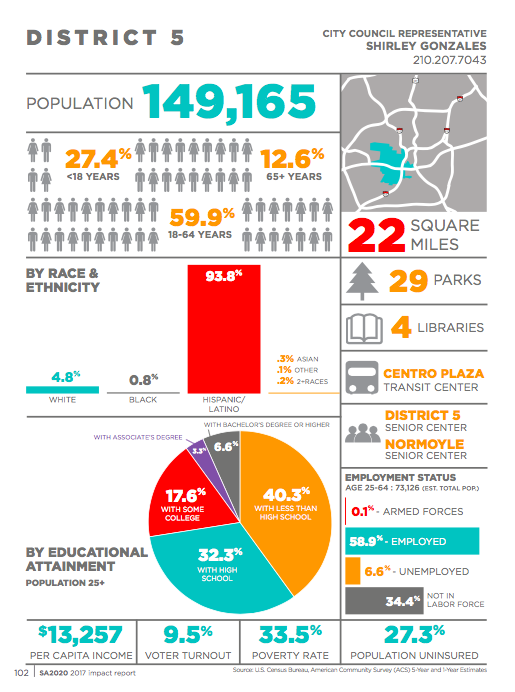 DISTRICT 5
CITY COUNCIL REPRESENTATIVE
SHIRLEY GONZALES
210.207.7043
POPULATION 149,165
27.4%
<18 YEARS
12.6%
65+ YEARS
59.9%
18-64 YEARS
22 SQUARE
MILES
29 PARKS
4 LIBRARIES
CENTRO PLAZA
TRANSIT CENTER
DISTRICT 5
SENIOR CENTER
NORMOYLE
SENIOR CENTER
BY RACE &
ETHNICITY
93.8%
4.8%
0.8%
.3% ASIAN
.1% OTHER
.2% 2+RACES
WHITE
BLACK
HISPANIC/
LATINO
WITH BACHELOR'S DEGREE OR HIGHER
WITH ASSOCIATE'S DEGREE
6.6%
3.3%
17.6%
WITH SOME
COLLEGE
40.3%
WITH LESS THAN
HIGH SCHOOL
32.3%
WITH HIGH
SCHOOL
BY EDUCATIONAL
ATTAINMENT
POPULATION 25+
EMPLOYMENT STATUS
AGE 25-64 : 73,126 (EST. TOTAL POP.)
0.1% - ARMED FORCES
58.9% - EMPLOYED
6.6% - UNEMPLOYED
34.4% NOT IN
LABOR FORCE
$13,257
PER CAPITA INCOME
9.5%
VOTER TURNOUT
33.5%
POVERTY RATE
27.3%
POPULATION UNINSURED
102 | SA2020 2017 impact report
Source: U.S. Census Bureau, American Community Survey (ACS) 5-Year and 1-Year Estimates